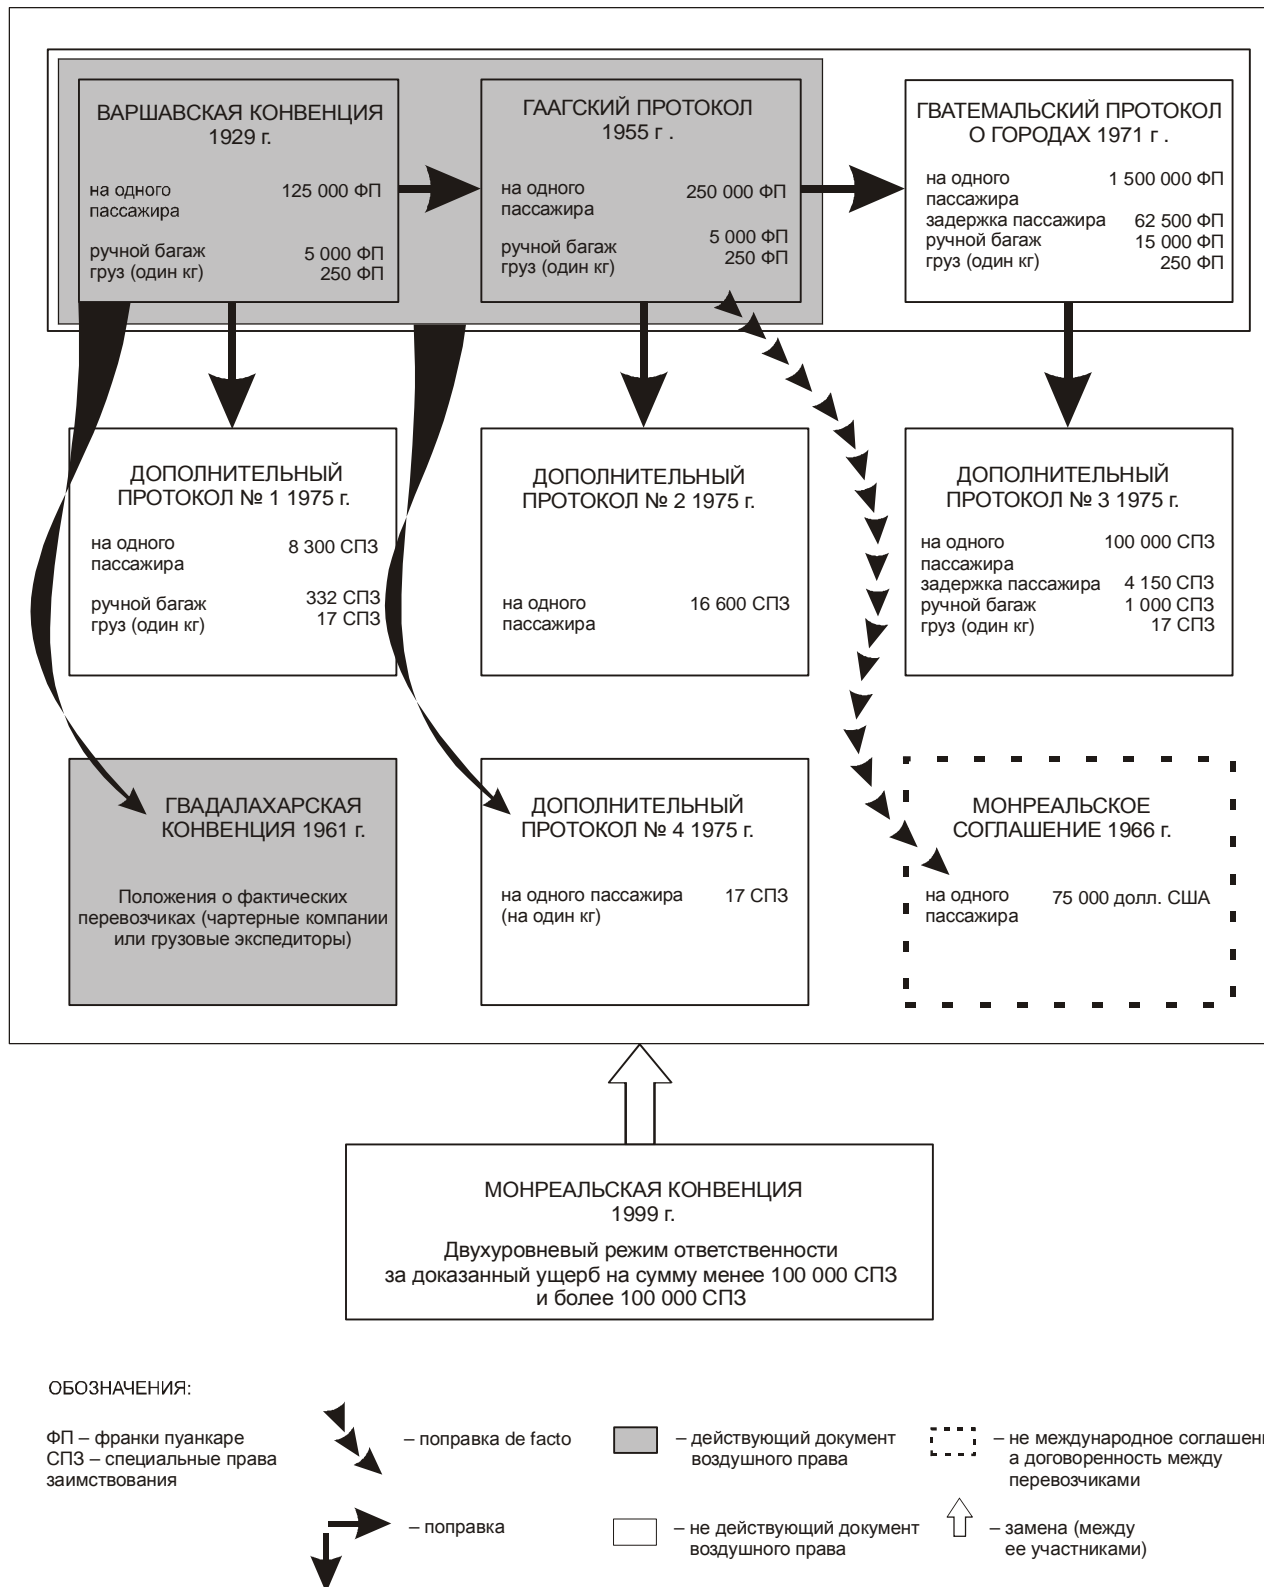 ВАРШАВСКАЯ КОНВЕНЦИЯ
1929 г.
на одного
пассажира
125 000 ФП
ручной багаж 5 000 ФП
груз (один кг) 250 ФП
ГААГСКИЙ ПРОТОКОЛ
1955 г .
на одного
пассажира
250 000 ФП
ручной багаж 5 000 ФП
груз (один кг) 250 ФП
ГВАТЕМАЛЬСКИЙ ПРОТОКОЛ
О ГОРОДАХ 1971 г .
на одного 1 500 000 ФП
пассажира
задержка пассажира 62 500 ФП
ручной багаж 15 000 ФП
груз (один кг) 250 ФП
ДОПОЛНИТЕЛЬНЫЙ
ПРОТОКОЛ № 1 1975 г.
на одного 8 300 СПЗ
пассажира
ручной багаж 332 СПЗ
груз (один кг) 17 СПЗ
ДОПОЛНИТЕЛЬНЫЙ
ПРОТОКОЛ № 2 1975 г.
на одного 16 600 СПЗ
пассажира
ДОПОЛНИТЕЛЬНЫЙ
ПРОТОКОЛ № 3 1975 г.
на одного 100 000 СПЗ
пассажира
задержка пассажира 4 150 СПЗ
ручной багаж 1 000 СПЗ
груз (один кг) 17 СПЗ
ГВАДАЛАХАРСКАЯ
КОНВЕНЦИЯ 1961 г.
Положения о фактических
перевозчиках (чартерные компании
или грузовые экспедиторы)
ДОПОЛНИТЕЛЬНЫЙ
ПРОТОКОЛ № 4 1975 г.
на одного пассажира 17 СПЗ
(на один кг)
МОНРЕАЛЬСКОЕ
СОГЛАШЕНИЕ 1966 г.
на одного 75 000 долл. США
пассажира
МОНРЕАЛЬСКАЯ КОНВЕНЦИЯ
1999 г.
Двухуровневый режим ответственности
за доказанный ущерб на сумму менее 100 000 СПЗ
и более 100 000 СПЗ
ОБОЗНАЧЕНИЯ:
ФП – франки пуанкаре
СПЗ – специальные права
заимствования
– поправка de facto
– поправка
– действующий документ
воздушного права
– не действующий документ
воздушного права
– не международное соглашени
а договоренность между
перевозчиками
– замена (между
ее участниками)